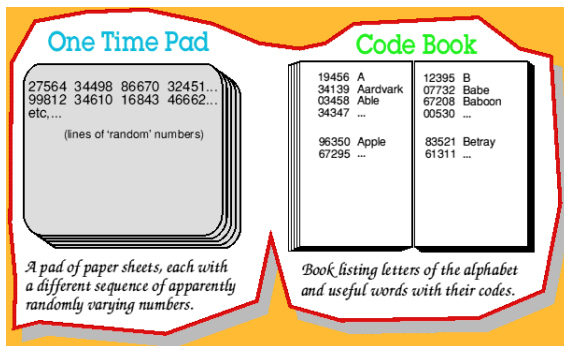 One Time Pad
27564 34498 86670 32451...
99812 34610 16843 46662...
etc,...
(lines of ‘random’ numbers)
A pad of paper sheets, each with
a different sequence of apparently
randomly varying numbers.
Code Book
19456 A
34139 Aardvark
03458 Able
34347 ...
96350 Apple
67295 ...
12395 B
07732 Babe
67208 Baboon
00530 ...
83521 Betray
61311 ...
Book listing letters of the alphabet
and useful words with their codes.